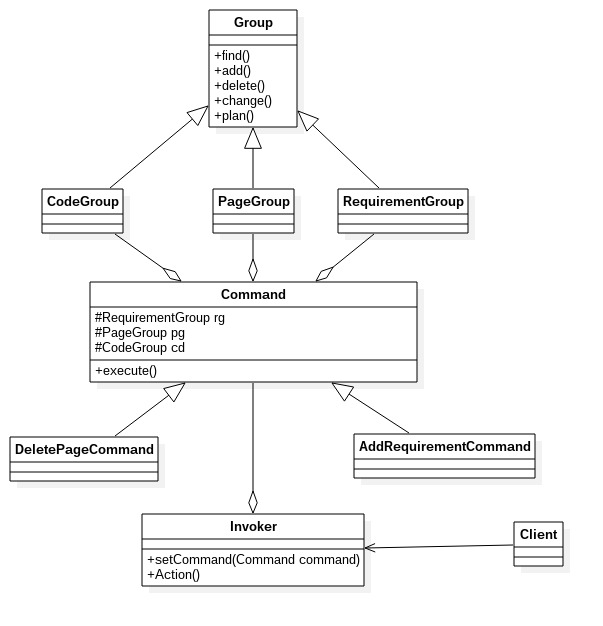 Group
+find()
+add()
+delete()
+change()
+plan()
CodeGroup
PageGroup
RequirementGroup
Command
#RequirementGroup rg
#PageGroup pg
#CodeGroup cd
+execute()
DeletePageCommand
AddRequirementCommand
Invoker
+setCommand(Command command)
+Action()
Client